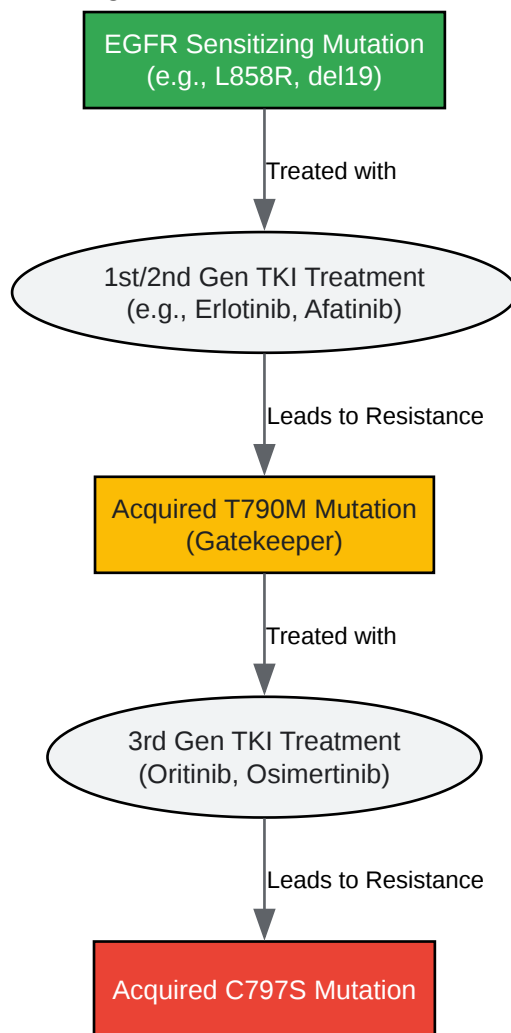 EGFR Sensitizing Mutation
(e.g., L858R, del19)
Treated with
1st/2nd Gen TKI Treatment
(e.g., Erlotinib, Afatinib)
Leads to Resistance
Acquired T790M Mutation
(Gatekeeper)
Treated with
3rd Gen TKI Treatment
(Oritinib, Osimertinib)
Leads to Resistance
Acquired C797S Mutation